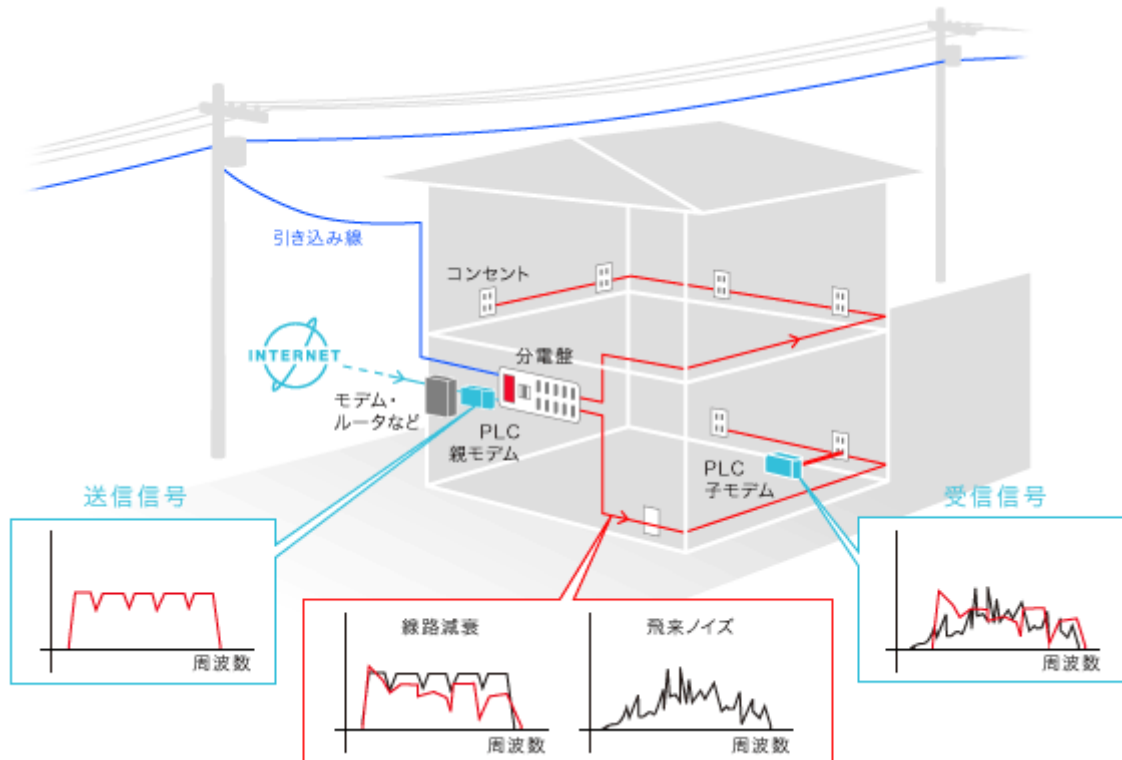 引き込み線
コンセント
INTERNET
分電盤
モデム・
ルータなど
PLC
親モデム
PLC
子モデム
送信信号
周波数
線路減衰
周波数
飛来ノイズ
周波数
受信信号
周波数